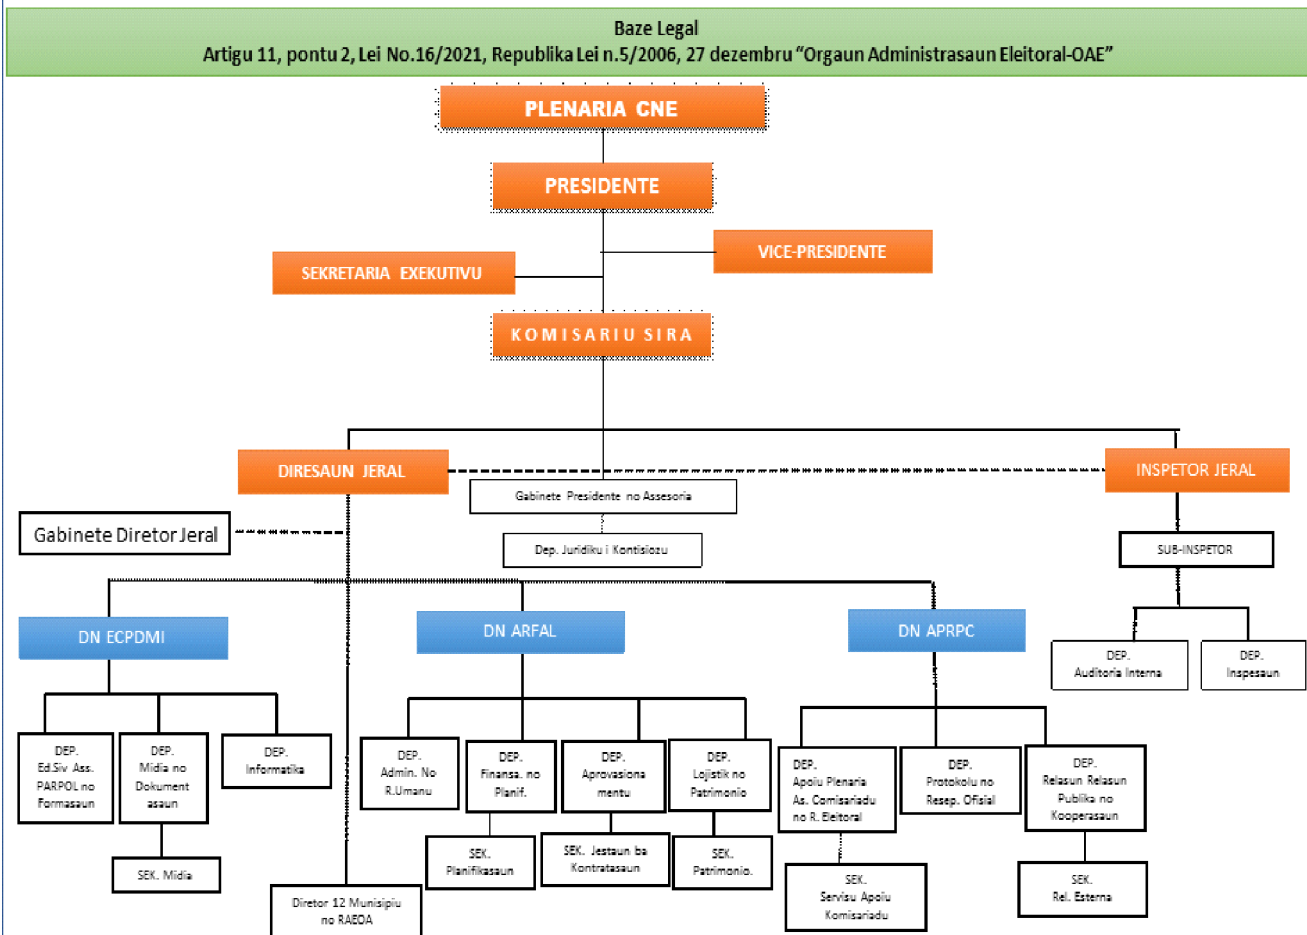 Baze Legal
Artigu 11, pontu 2, Lei No.16/2021, Republika Lei n.5/2006, 27 dezembru “Orgaun Administrasaun Eleitoral-OAE”
PLENARIA CNE
PRESIDENTE
VICE-PRESIDENTE
SEKRETARIA EXEKUTIVU
KOMISARIU SIRA
DIRESAUN JERAL
INSPETOR JERAL
Gabinete Presidente no Assesoria
Gabinete Diretor Jeral
Dep. Juridiku i Kontisiozu
SUB-INSPETOR
DN ECPDMI
DN ARFAL
DN APRPC
DEP.
Auditoria Interna
DEP.
Inspesaun
DEP.
Ed.Siv Ass.
PARPOL no
Formasaun
DEP.
Midia no
Dokument
asaun
DEP.
Informatika
DEP.
Admin. No
R.Umanu
DEP.
Finansa. no
Planif.
DEP.
Aprovasiona
mentu
DEP.
Lojistik no
Patrimonio
DEP.
Apoiu Plenaria
As. Comisariadu
no R. Eleitoral
DEP.
Protokolu no
Resep. Ofisial
DEP.
Relasun Relasun
Publika no
Kooperasaun
SEK. Midia
SEK.
Planifikasaun
SEK. Jestaun ba
Kontratasaun
SEK.
Patrimonio.
SEK.
Servisu Apoiu
Komisariadu
SEK.
Rel. Esterna
Diretor 12 Munisipiu
no RAEOA